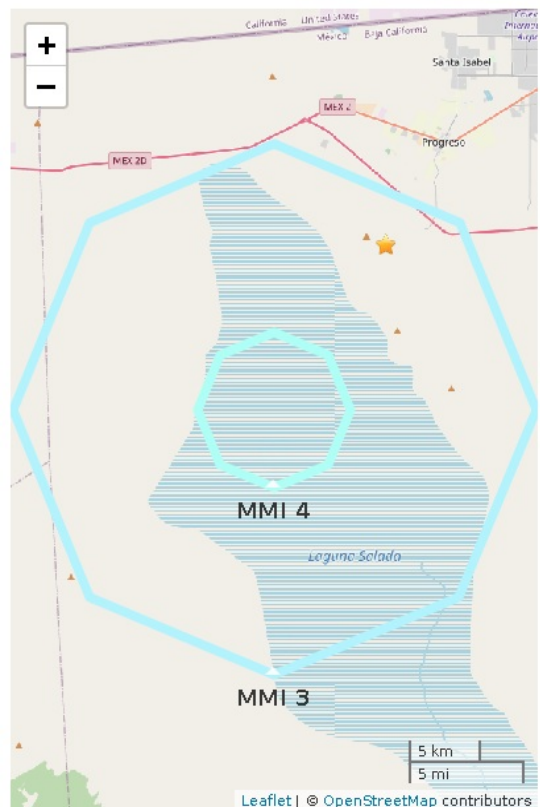 +
−
California
United States
México
Baja California
Santa Isabel
MEX 2
Progreso
MEX 2D
MMI 4
Laguna Salada
MMI 3
5 km
5 mi
Leaflet | © OpenStreetMap contributors